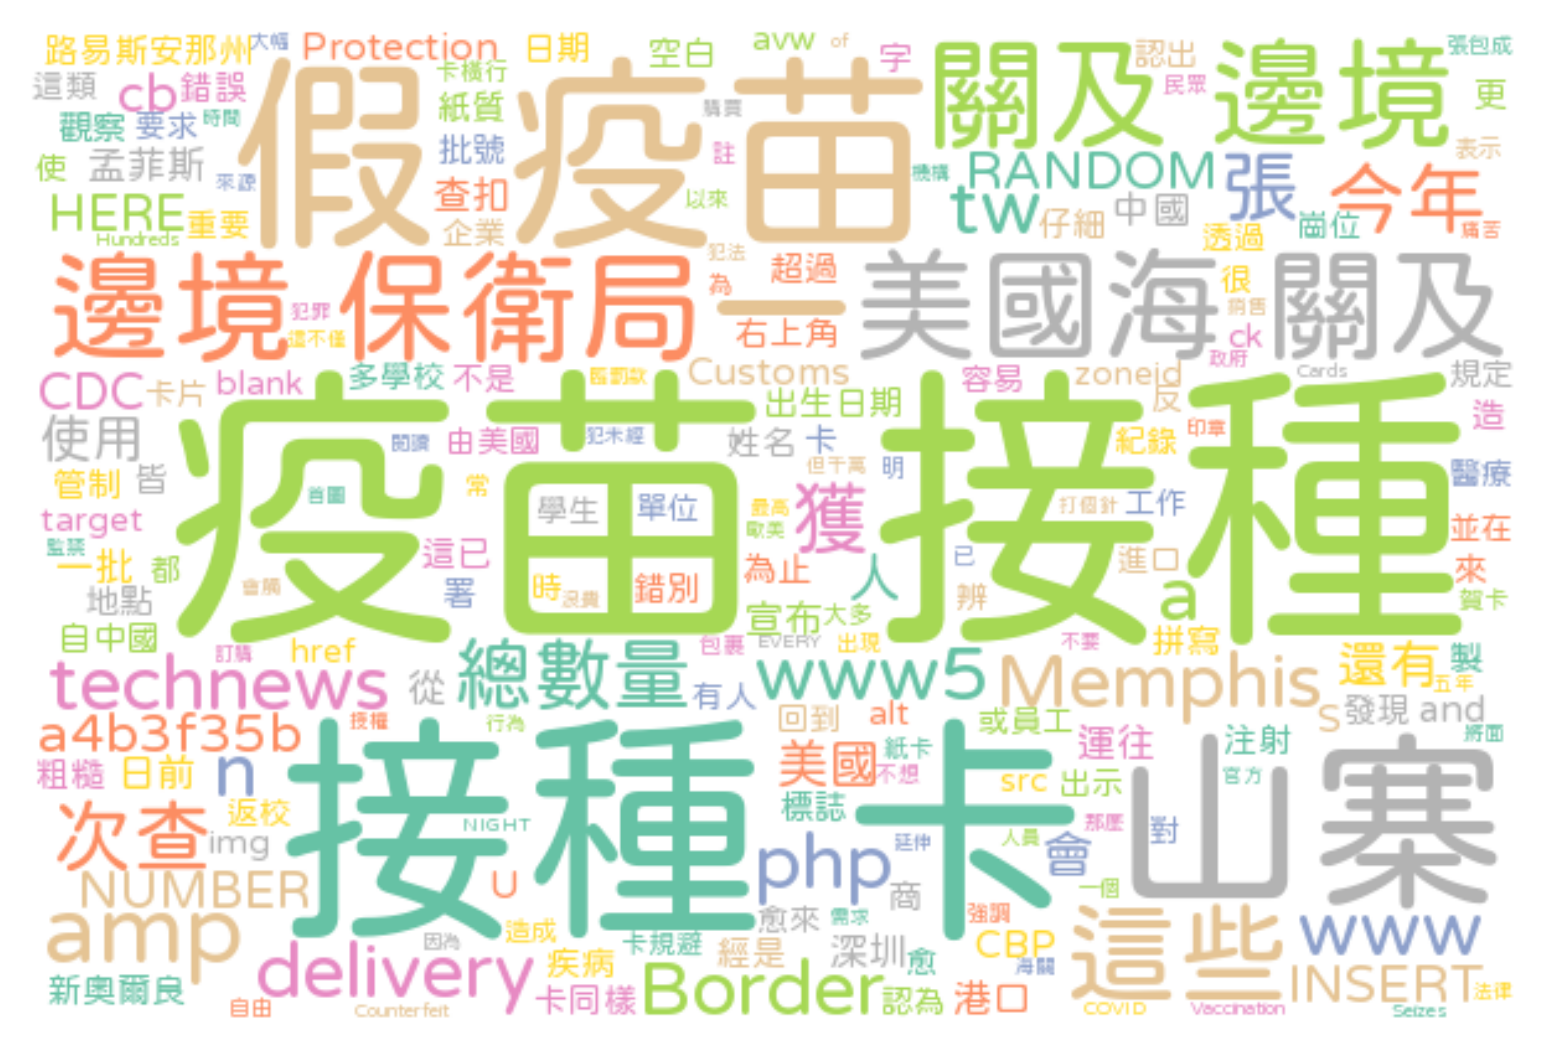 路易斯安那州 大幅 Protection 日期 空白 avw of 字 認出 張包成
這類 cb 錯誤 卡橫行 紙質 購買 關及邊境 民眾 更
觀察 要求 時間 假疫苗 批號 註 表示
使 孟菲斯 來源 查扣 以來 機構 RANDOM 張 今年
HERE 重要 企業 tw 仔細 中國 崗位 痛苦
Hundreds 犯法 透過
邊境保衛局 超過 為 一 美國海關及 很
犯罪 這不僅 右上角 銷售 ck
CDC 卡片 blank 多學校 不是 舊罰款 Customs 容易 政府 zoneid Cards 規定
使用 閱讀 由美國 犯未經 出生日期 姓名 卡 反 紀錄 印章 造
疫苗接種
管制 皆 常 但千萬 明 醫療
首圖 學生 單位 最高 獲 打個針 工作
target 歐美 並在
監禁 一批 都 這已 為止 已 進口 來
地點 會觸 署 時 浪費 錯別 人 辨 a 賀卡
自中國 宣布 大多
訂購 href 包裹 EVERY 出現 不要 拼寫
technews 從 總數量 有人 www5 Memphis 還有 五年 製
a4b3f35b 授權 行為 回到 alt 或員工 S 發現 and
粗糙 日前 n 美國 紙卡 不想 運往 注射 將面
接種卡 src 出示 官方 山寨
次查 返校 NIGHT 標誌 那麼
img php 延伸 人員 會 對
NUMBER U 商 一個
amp 愈來 需求 強調 這些 www
因為 造成 卡規避 經是 深圳 愈 CBP
新奧爾良 delivery 疾病 海關 INSERT 法律
自由 Counterfeit 卡同樣 Border 認為 港口 COVID Vaccination Seizes